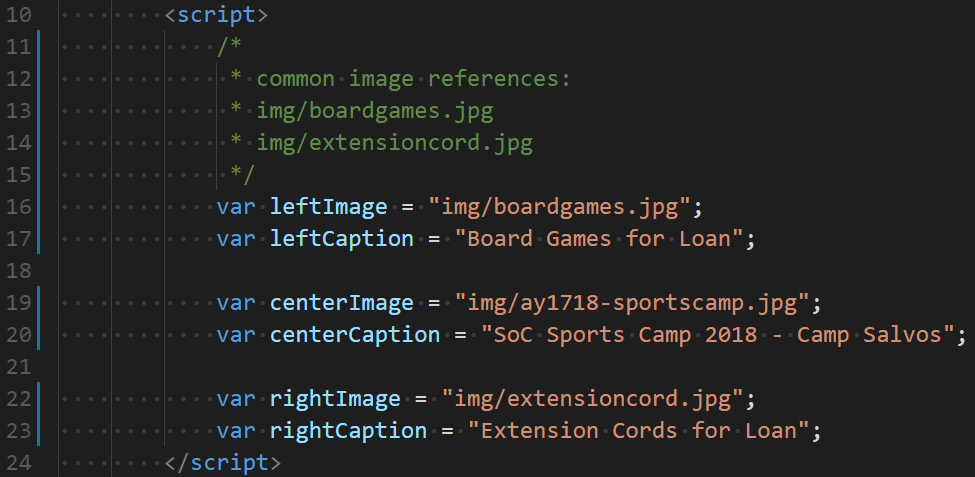 10 <script>
11 /*
12 * common image references:
13 * img/boardgames.jpg
14 * img/extensioncord.jpg
15 */
16 var leftImage = "img/boardgames.jpg";
17 var leftCaption = "Board Games for Loan";
18
19 var centerImage = "img/ay1718-sportscamp.jpg";
20 var centerCaption = "SoC Sports Camp 2018 - Camp Salvos";
21
22 var rightImage = "img/extensioncord.jpg";
23 var rightCaption = "Extension Cords for Loan";
24 </script>